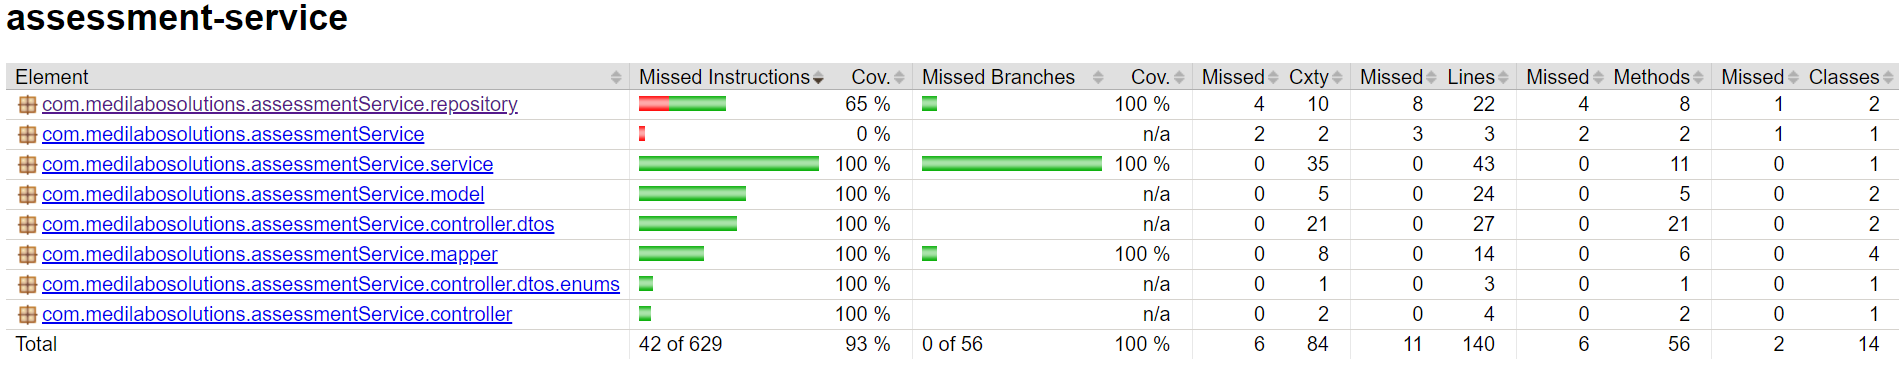 assessment-service
Element Missed Instructions Cov. Missed Branches Cov. Missed Cxty Missed Lines Missed Methods Missed Classes
com.medilabosolutions.assessmentService.repository 65 % 100 % 4 10 8 22 4 8 1 2
com.medilabosolutions.assessmentService 0 % n/a 2 2 3 3 2 2 1 1
com.medilabosolutions.assessmentService.service 100 % 100 % 0 35 0 43 0 11 0 1
com.medilabosolutions.assessmentService.model 100 % n/a 0 5 0 24 0 5 0 2
com.medilabosolutions.assessmentService.controller.dtos 100 % n/a 0 21 0 27 0 21 0 2
com.medilabosolutions.assessmentService.mapper 100 % 100 % 0 8 0 14 0 6 0 4
com.medilabosolutions.assessmentService.controller.dtos.enums 100 % n/a 0 1 0 3 0 1 0 1
com.medilabosolutions.assessmentService.controller 100 % n/a 0 2 0 4 0 2 0 1
Total 42 of 629 93 % 0 of 56 100 % 6 84 11 140 6 56 2 14